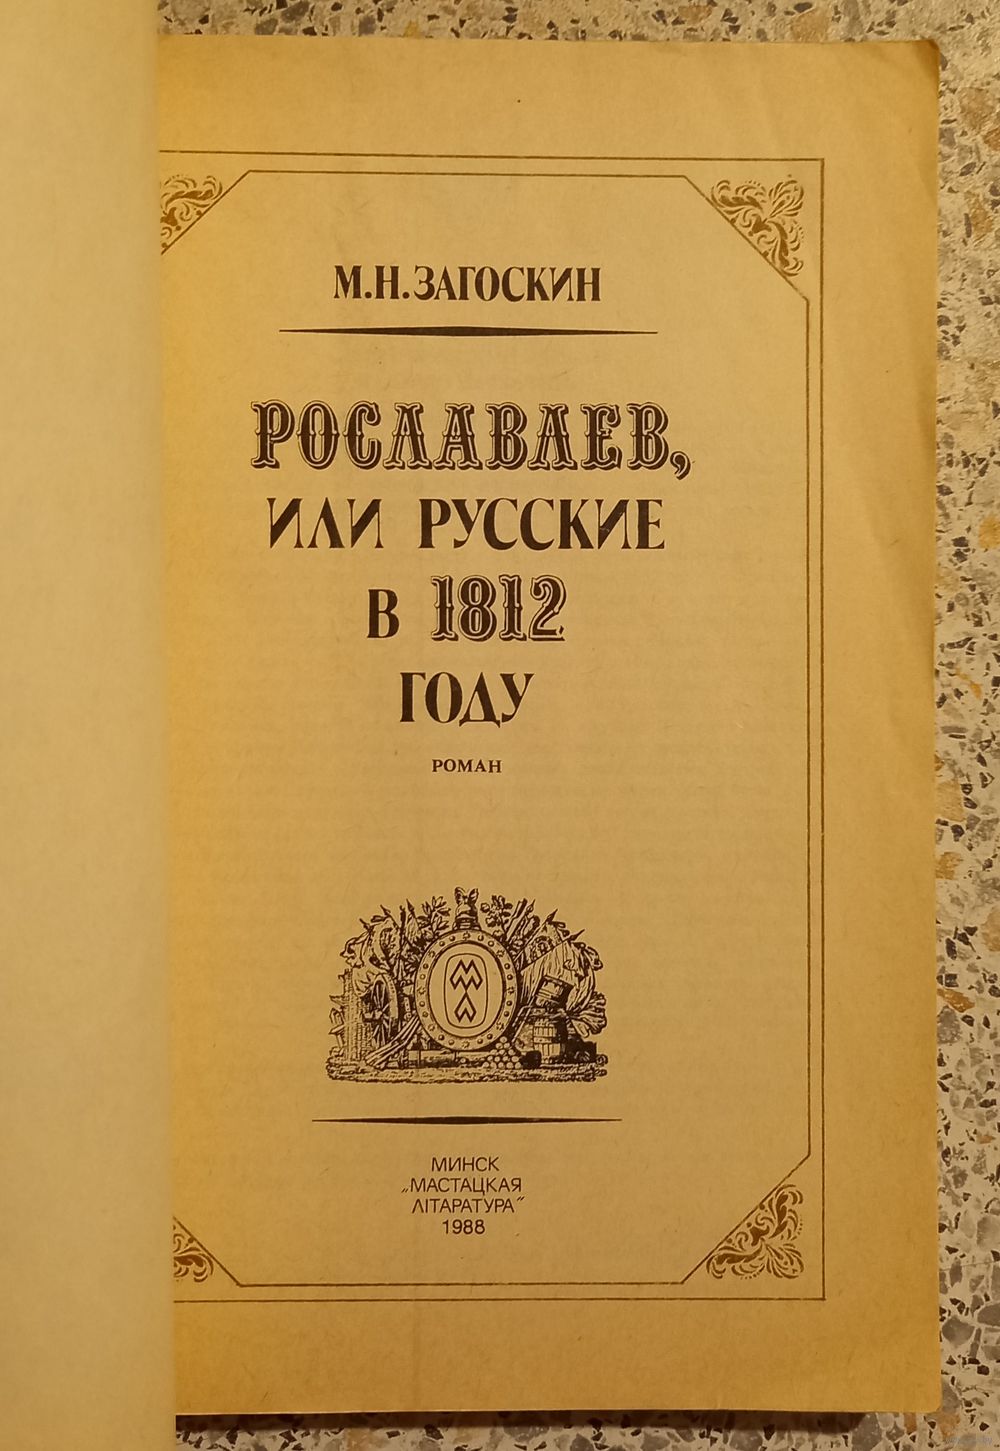 М.Н.ЗАГОСКИН
РОСЛАВЛЕВ,
ИЛИ РУССКИЕ
В 1812
ГОДУ
РОМАН
МИНСК
„МАСТАЦКАЯ
ЛІТАРАТУРА"
1988